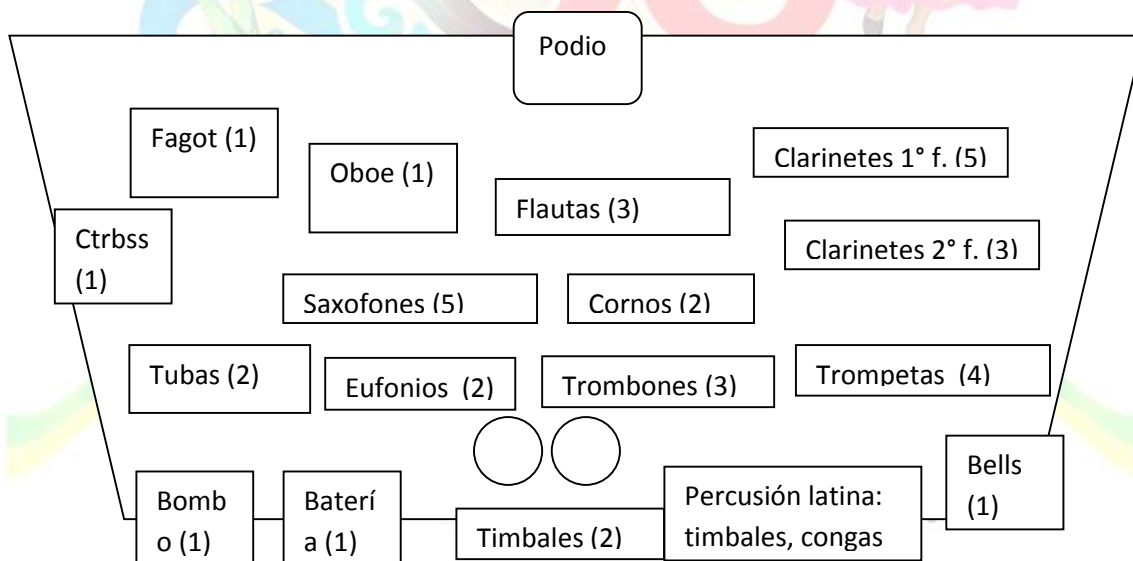 Podio
Fagot (1)
Oboe (1)
Flautas (3)
Clarinetes 1° f. (5)
Ctrbss
(1)
Clarinetes 2° f. (3)
Saxofones (5)
Cornos (2)
Tubas (2)
Eufonios (2)
Trombones (3)
Trompetas (4)
Bomb
o (1)
Baterí
a (1)
Timbales (2)
Percusión latina:
timbales, congas
Bells
(1)